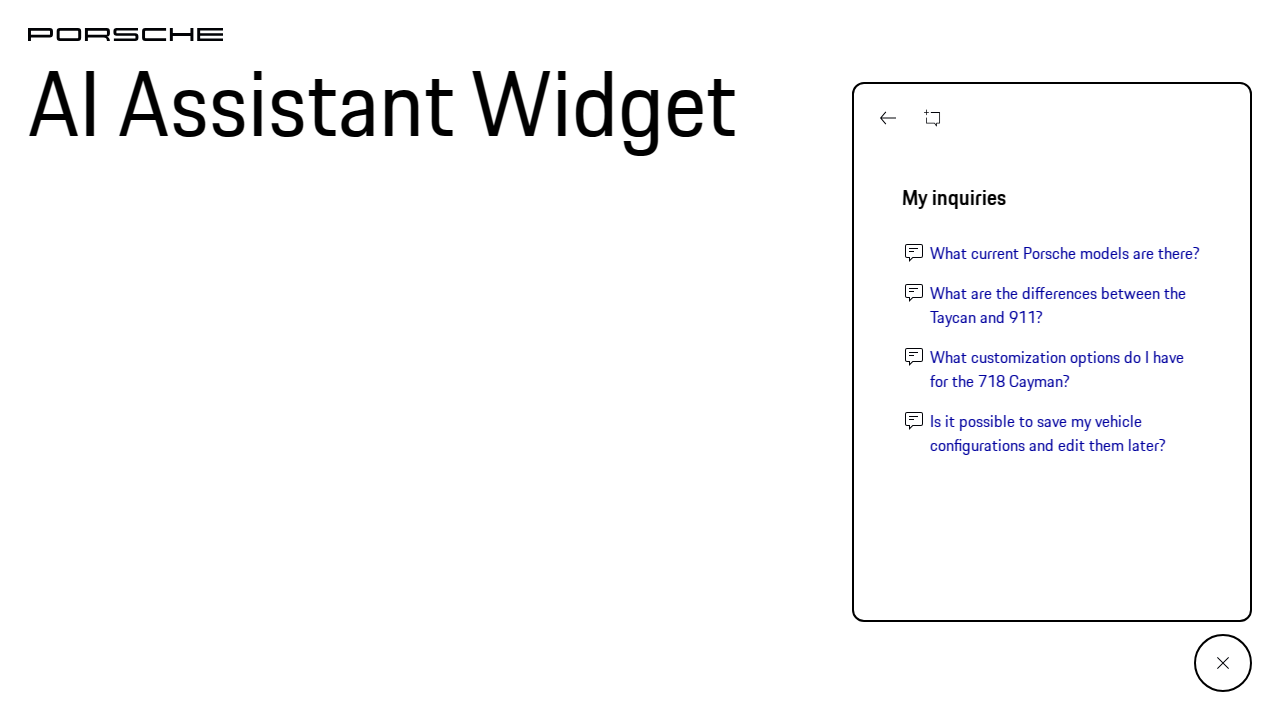 PORSCHE
AI Assistant Widget
My inquiries
What current Porsche models are there?
What are the differences between the
Taycan and 911?
What customization options do I have
for the 718 Cayman?
Is it possible to save my vehicle
configurations and edit them later?